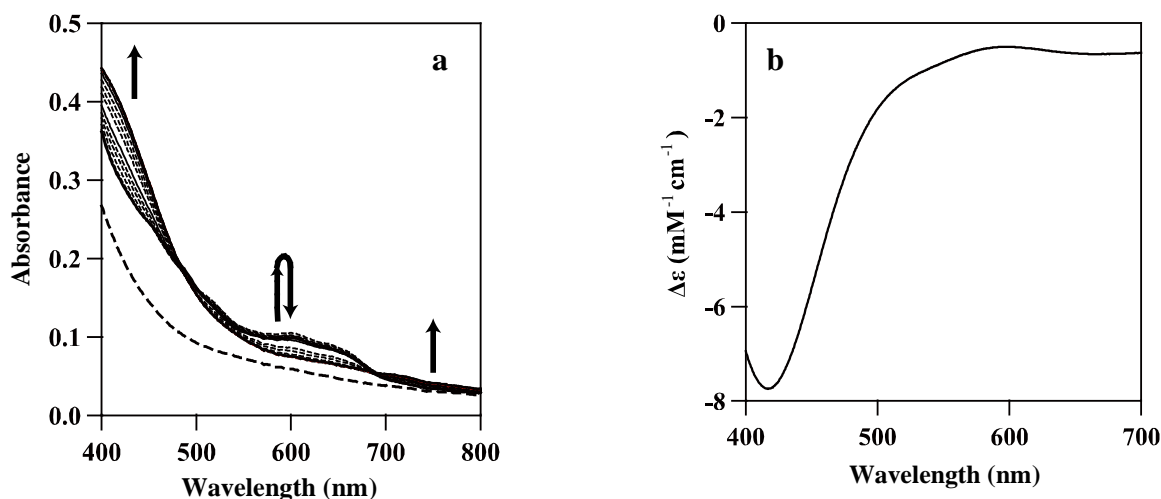 a
0.5
0.4
0.3
0.2
0.1
0.0
Absorbance
400 500 600 700 800
Wavelength (nm)
b
0
-2
-4
-6
-8
Δε (mM⁻¹ cm⁻¹)
400 500 600 700
Wavelength (nm)